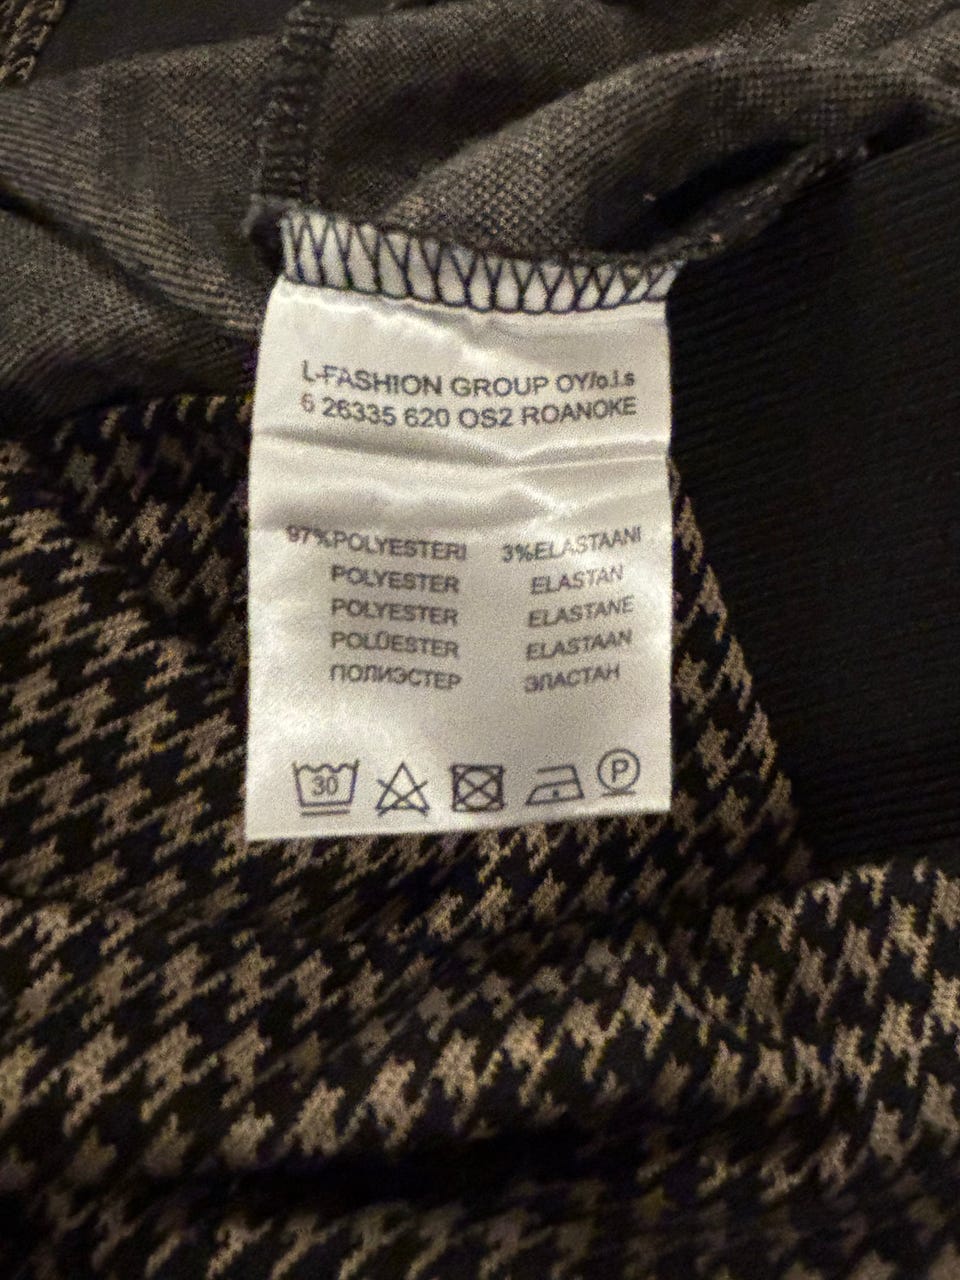 L-FASHION GROUP OY/o.l.s
6 26335 620 OS2 ROANOKE
97%POLYESTERI 3%ELASTAANI
POLYESTER ELASTAN
POLYESTER ELASTANE
POLÜESTER ELASTAAN
ПОЛИЭСТЕР ЭЛАСТАН
30 P